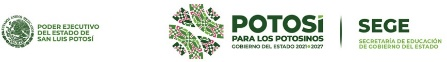 PODER EJECUTIVO
DEL ESTADO DE
SAN LUIS POTOSÍ
POTOSÍ
PARA LOS POTOSINOS
GOBIERNO DEL ESTADO 2021-2027
SEGE
SECRETARÍA DE EDUCACIÓN
DE GOBIERNO DEL ESTADO